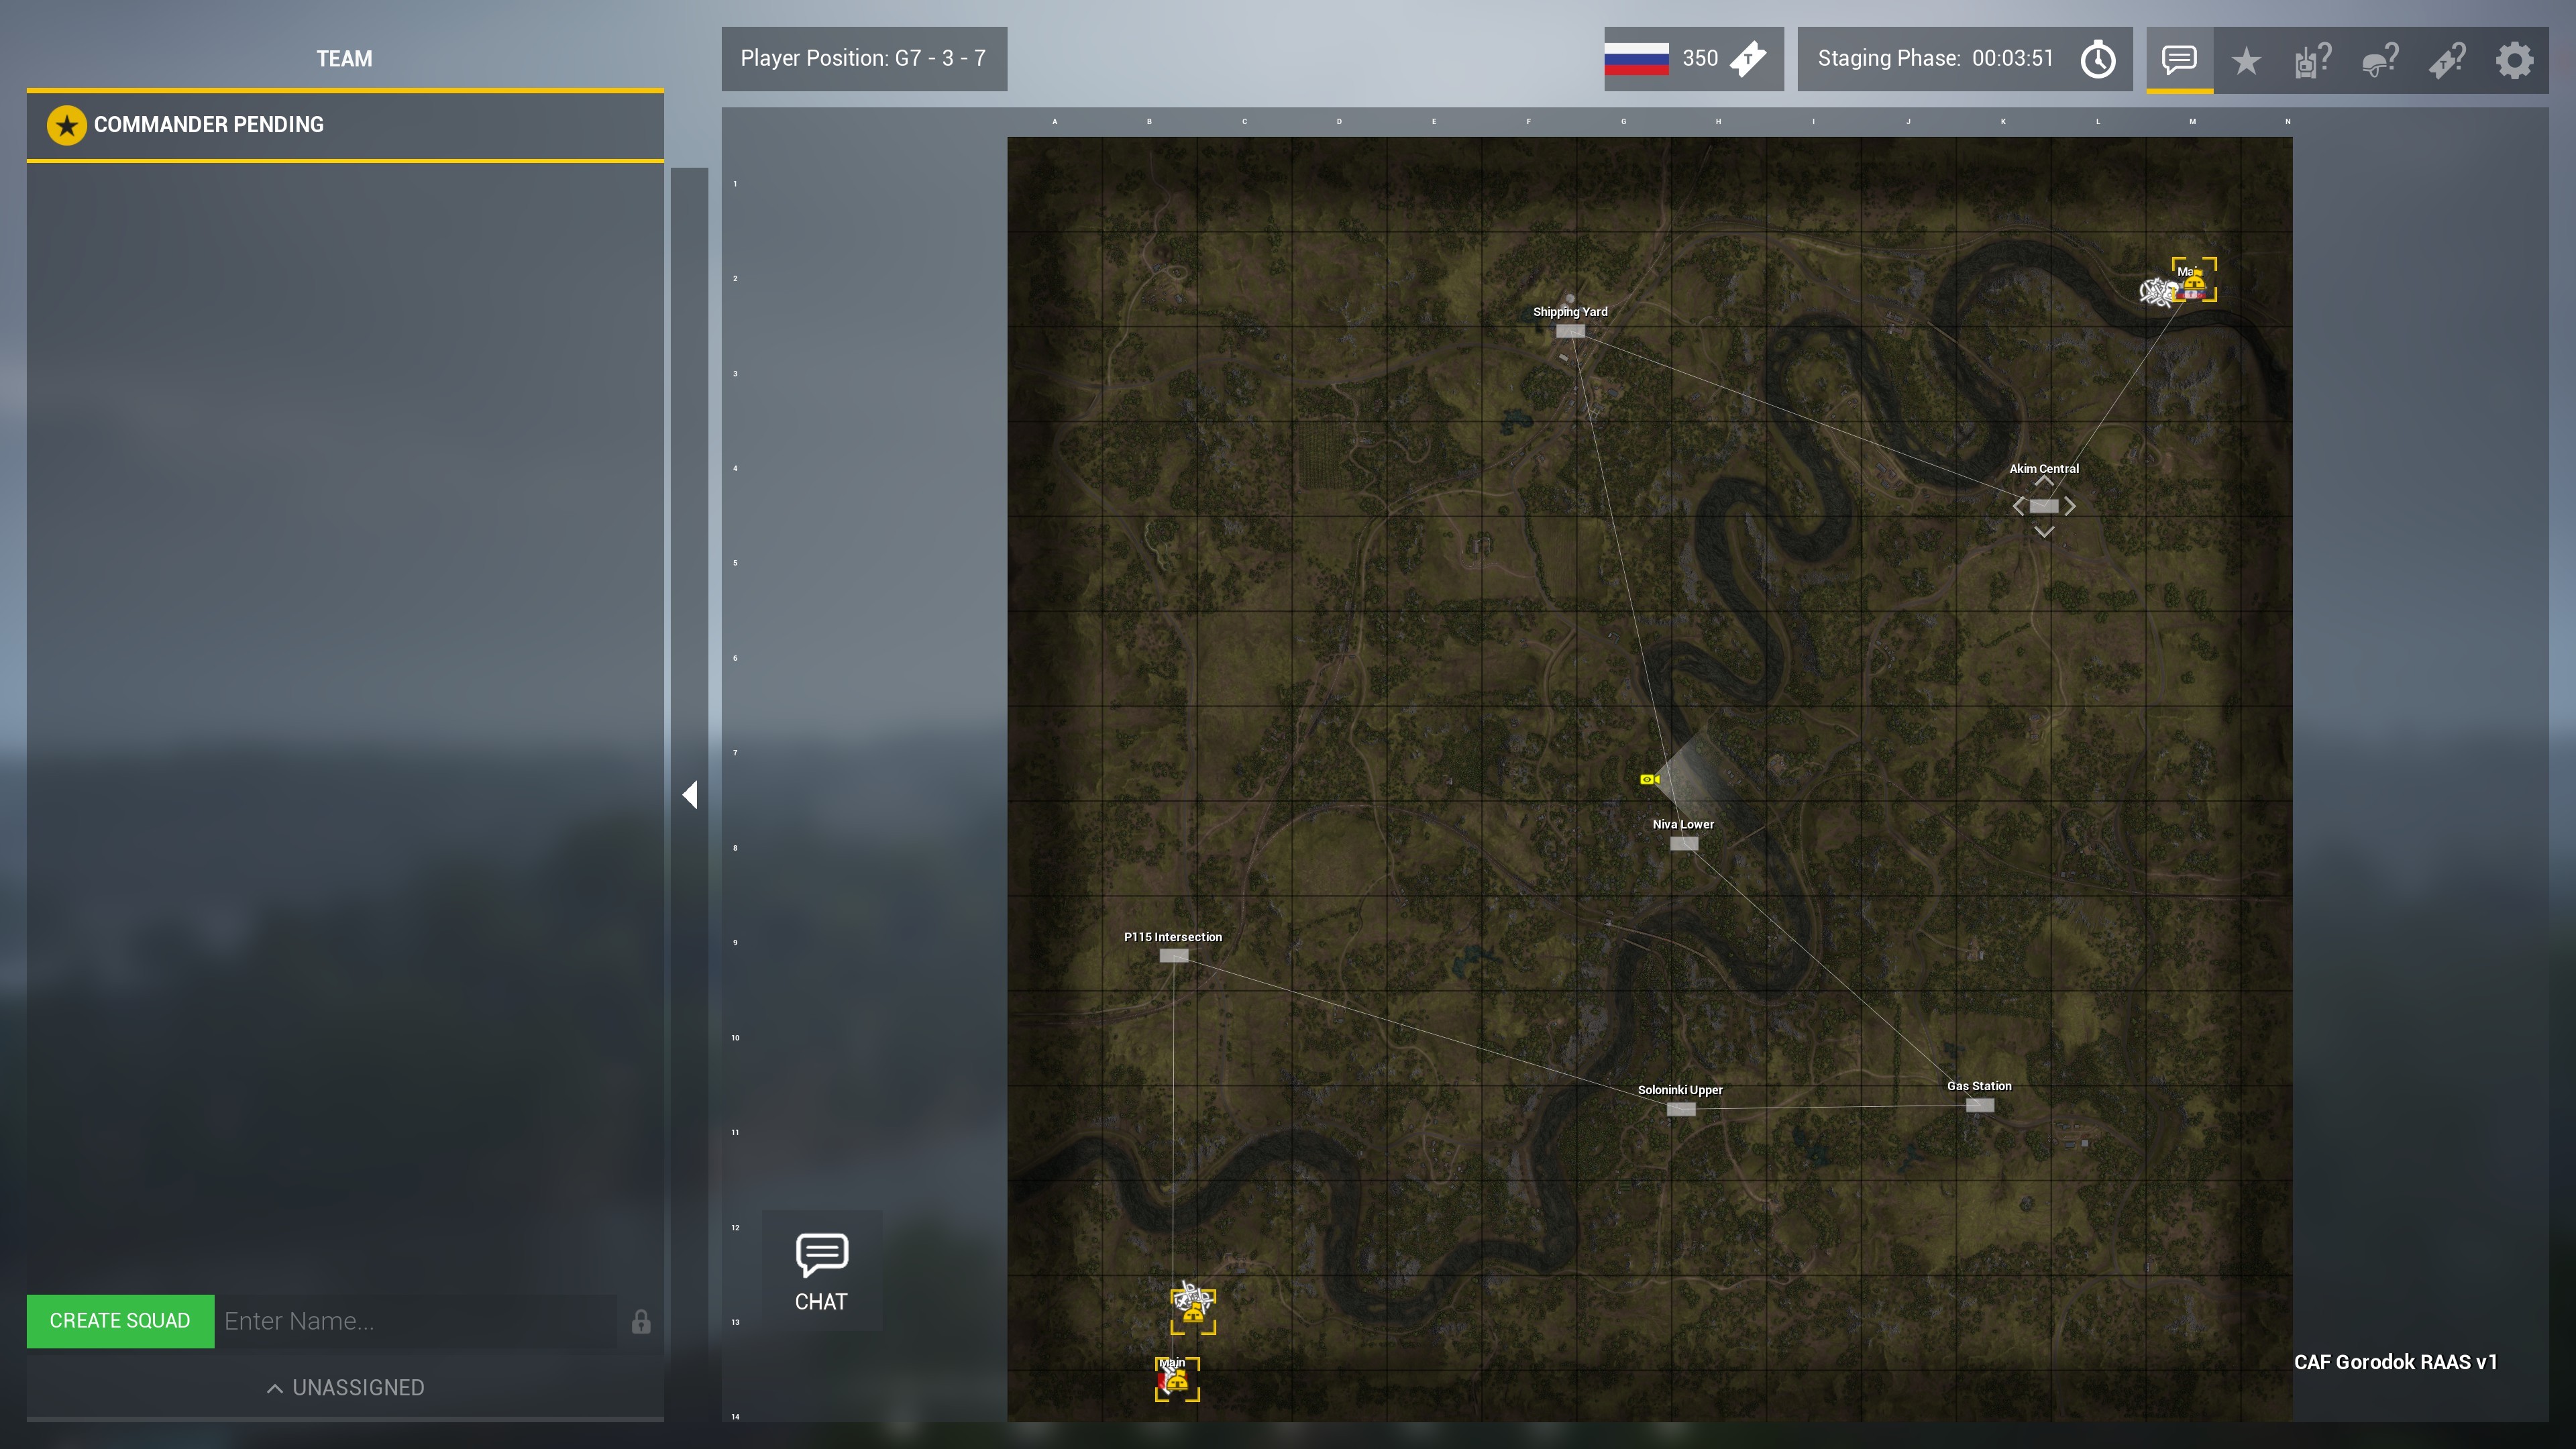 TEAM
Player Position: G7 - 3 - 7
350
T
Staging Phase: 00:03:51
? ? T ?
COMMANDER PENDING
A B C D E F G H I J K L M N
1
2
3
4
5
6
7
8
9
10
11
12
13
14
Shipping Yard
Akim Central
Niva Lower
P115 Intersection
Soloninki Upper
Gas Station
Main
CHAT
CREATE SQUAD
Enter Name...
UNASSIGNED
CAF Gorodok RAAS v1